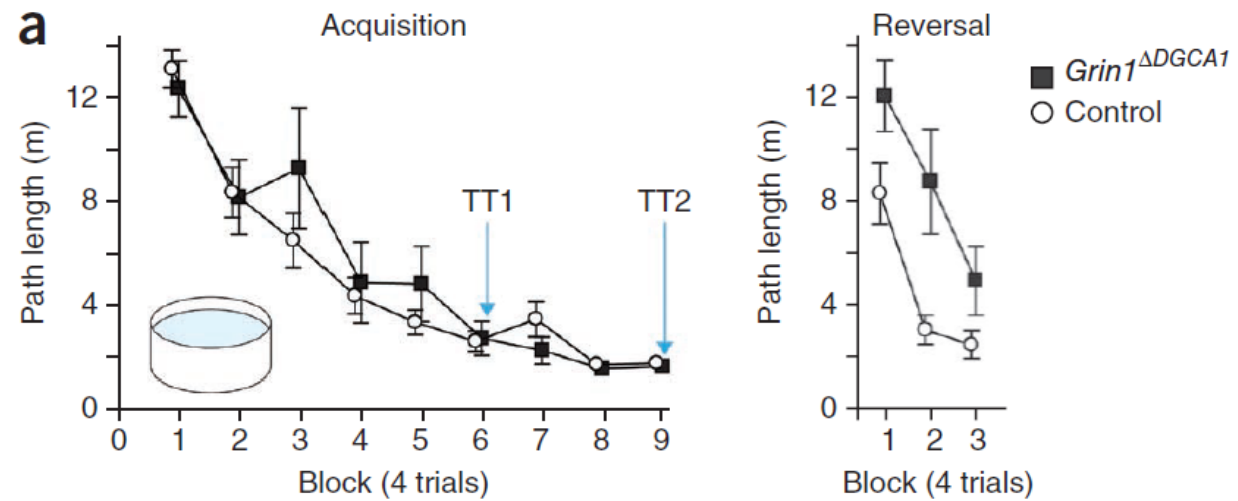 a
Acquisition
Path length (m)
12
8
4
0
TT1
TT2
0 1 2 3 4 5 6 7 8 9
Block (4 trials)
Reversal
Path length (m)
12
8
4
0
1 2 3
Block (4 trials)
Grin1ΔDGCA1
Control